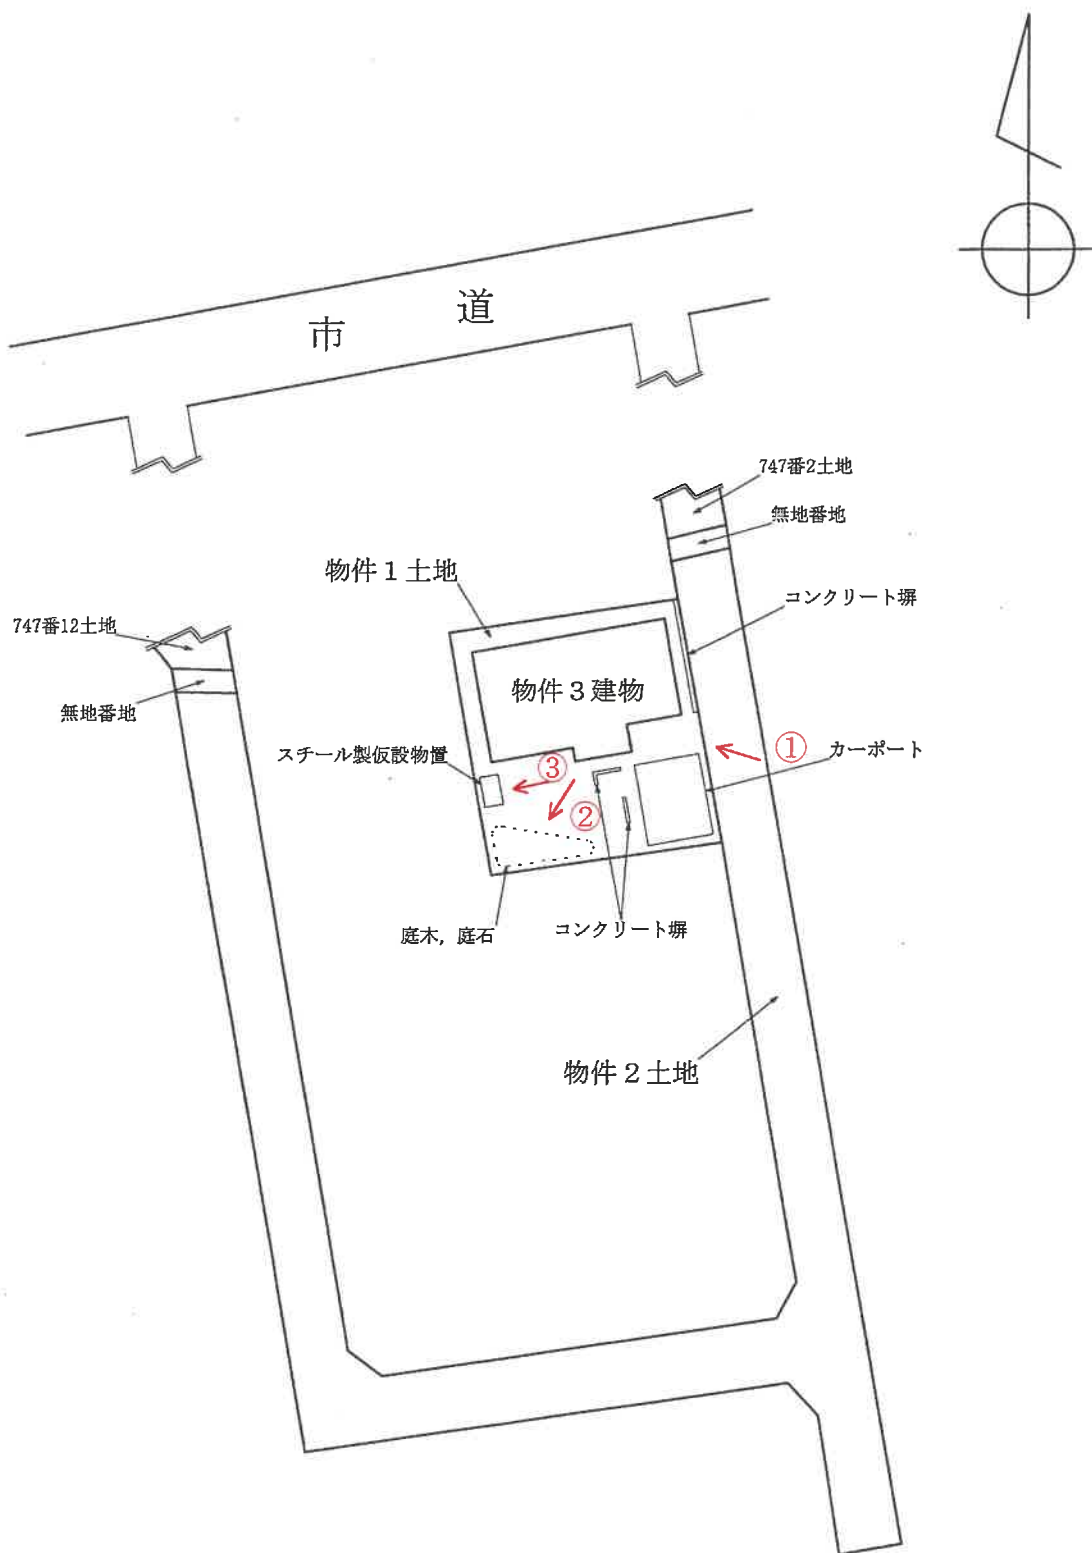 市道
747番2土地
無地番地
物件1土地
コンクリート塀
747番12土地
無地番地
物件3建物
スチール製仮設物置
①
カーポート
③
②
庭木,庭石
コンクリート塀
物件2土地